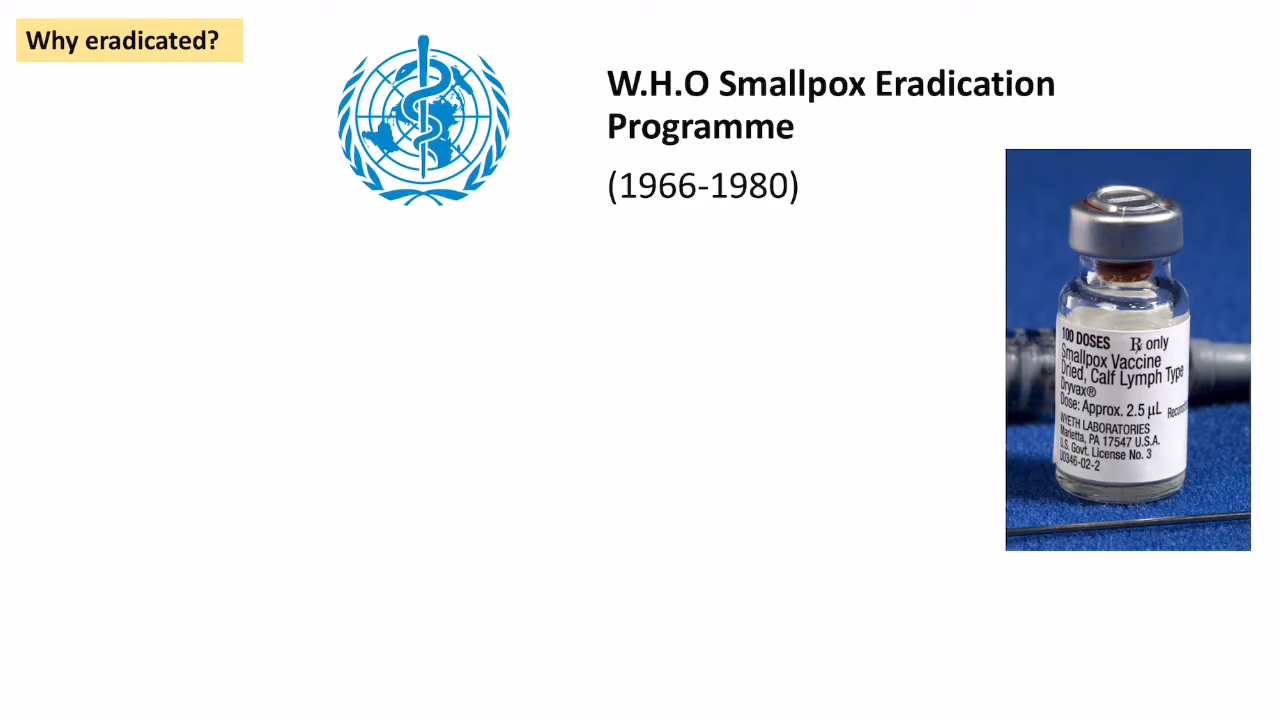 Why eradicated?
W.H.O Smallpox Eradication
Programme
(1966-1980)
100 DOSES ℞ only
Smallpox Vaccine
Dried, Calf Lymph Type
Dryvax®
Dose: Approx. 2.5 µL
WYETH LABORATORIES
Marietta, PA 17547 U.S.A.
U.S. Govt. License No. 3
U0346-02-2